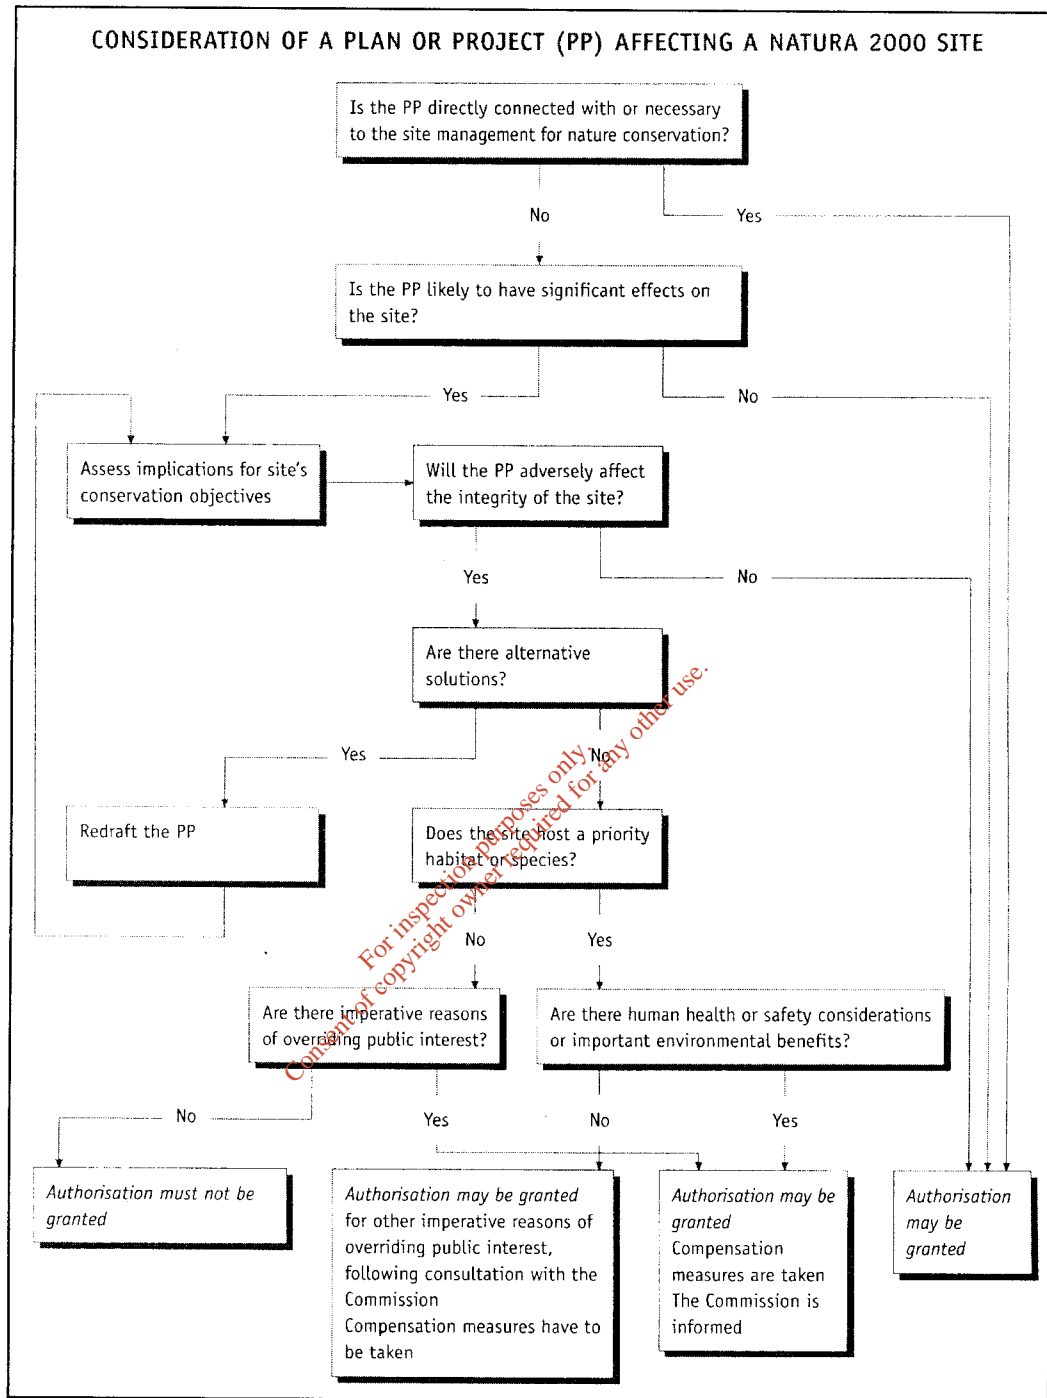 CONSIDERATION OF A PLAN OR PROJECT (PP) AFFECTING A NATURA 2000 SITE
Is the PP directly connected with or necessary
to the site management for nature conservation?
No
Yes
Is the PP likely to have significant effects on
the site?
Yes
No
Assess implications for site's
conservation objectives
Will the PP adversely affect
the integrity of the site?
Yes
No
Are there alternative
solutions?
Yes
No
Redraft the PP
Does the site host a priority
habitat or species?
No
Yes
Are there imperative reasons
of overriding public interest?
Are there human health or safety considerations
or important environmental benefits?
No
Yes
No
Yes
Authorisation must not be
granted
Authorisation may be granted
for other imperative reasons of
overriding public interest,
following consultation with the
Commission
Compensation measures have to
be taken
Authorisation may be
granted
Compensation
measures are taken
The Commission is
informed
Authorisation
may be
granted
For inspection purposes only.
Consent of copyright owner required for any other use.